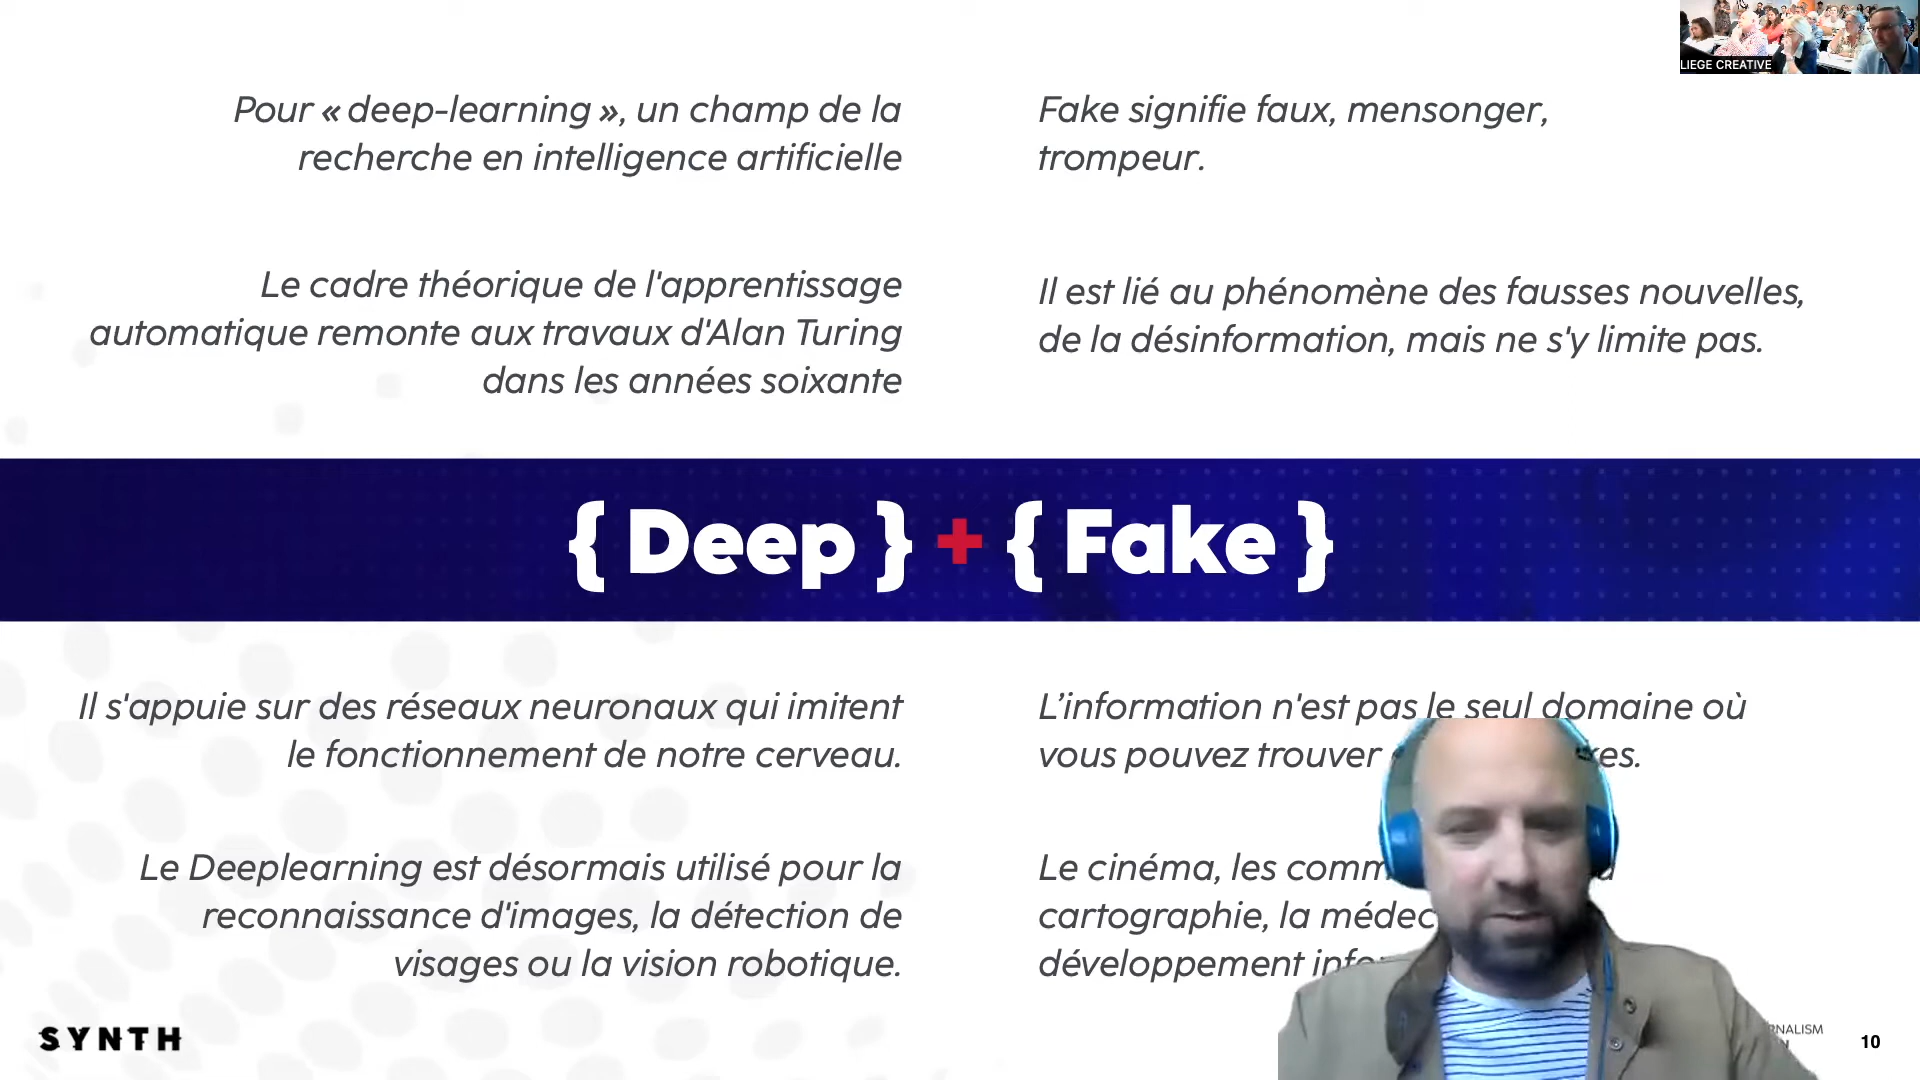 LIEGE CREATIVE
Pour « deep-learning », un champ de la
recherche en intelligence artificielle
Le cadre théorique de l'apprentissage
automatique remonte aux travaux d'Alan Turing
dans les années soixante
Fake signifie faux, mensonger,
trompeur.
Il est lié au phénomène des fausses nouvelles,
de la désinformation, mais ne s'y limite pas.
{ Deep } + { Fake }
Il s'appuie sur des réseaux neuronaux qui imitent
le fonctionnement de notre cerveau.
Le Deeplearning est désormais utilisé pour la
reconnaissance d'images, la détection de
visages ou la vision robotique.
L’information n'est pas le seul domaine où
vous pouvez trouver
Le cinéma, les
cartographie, la
développement
SYNTH
10